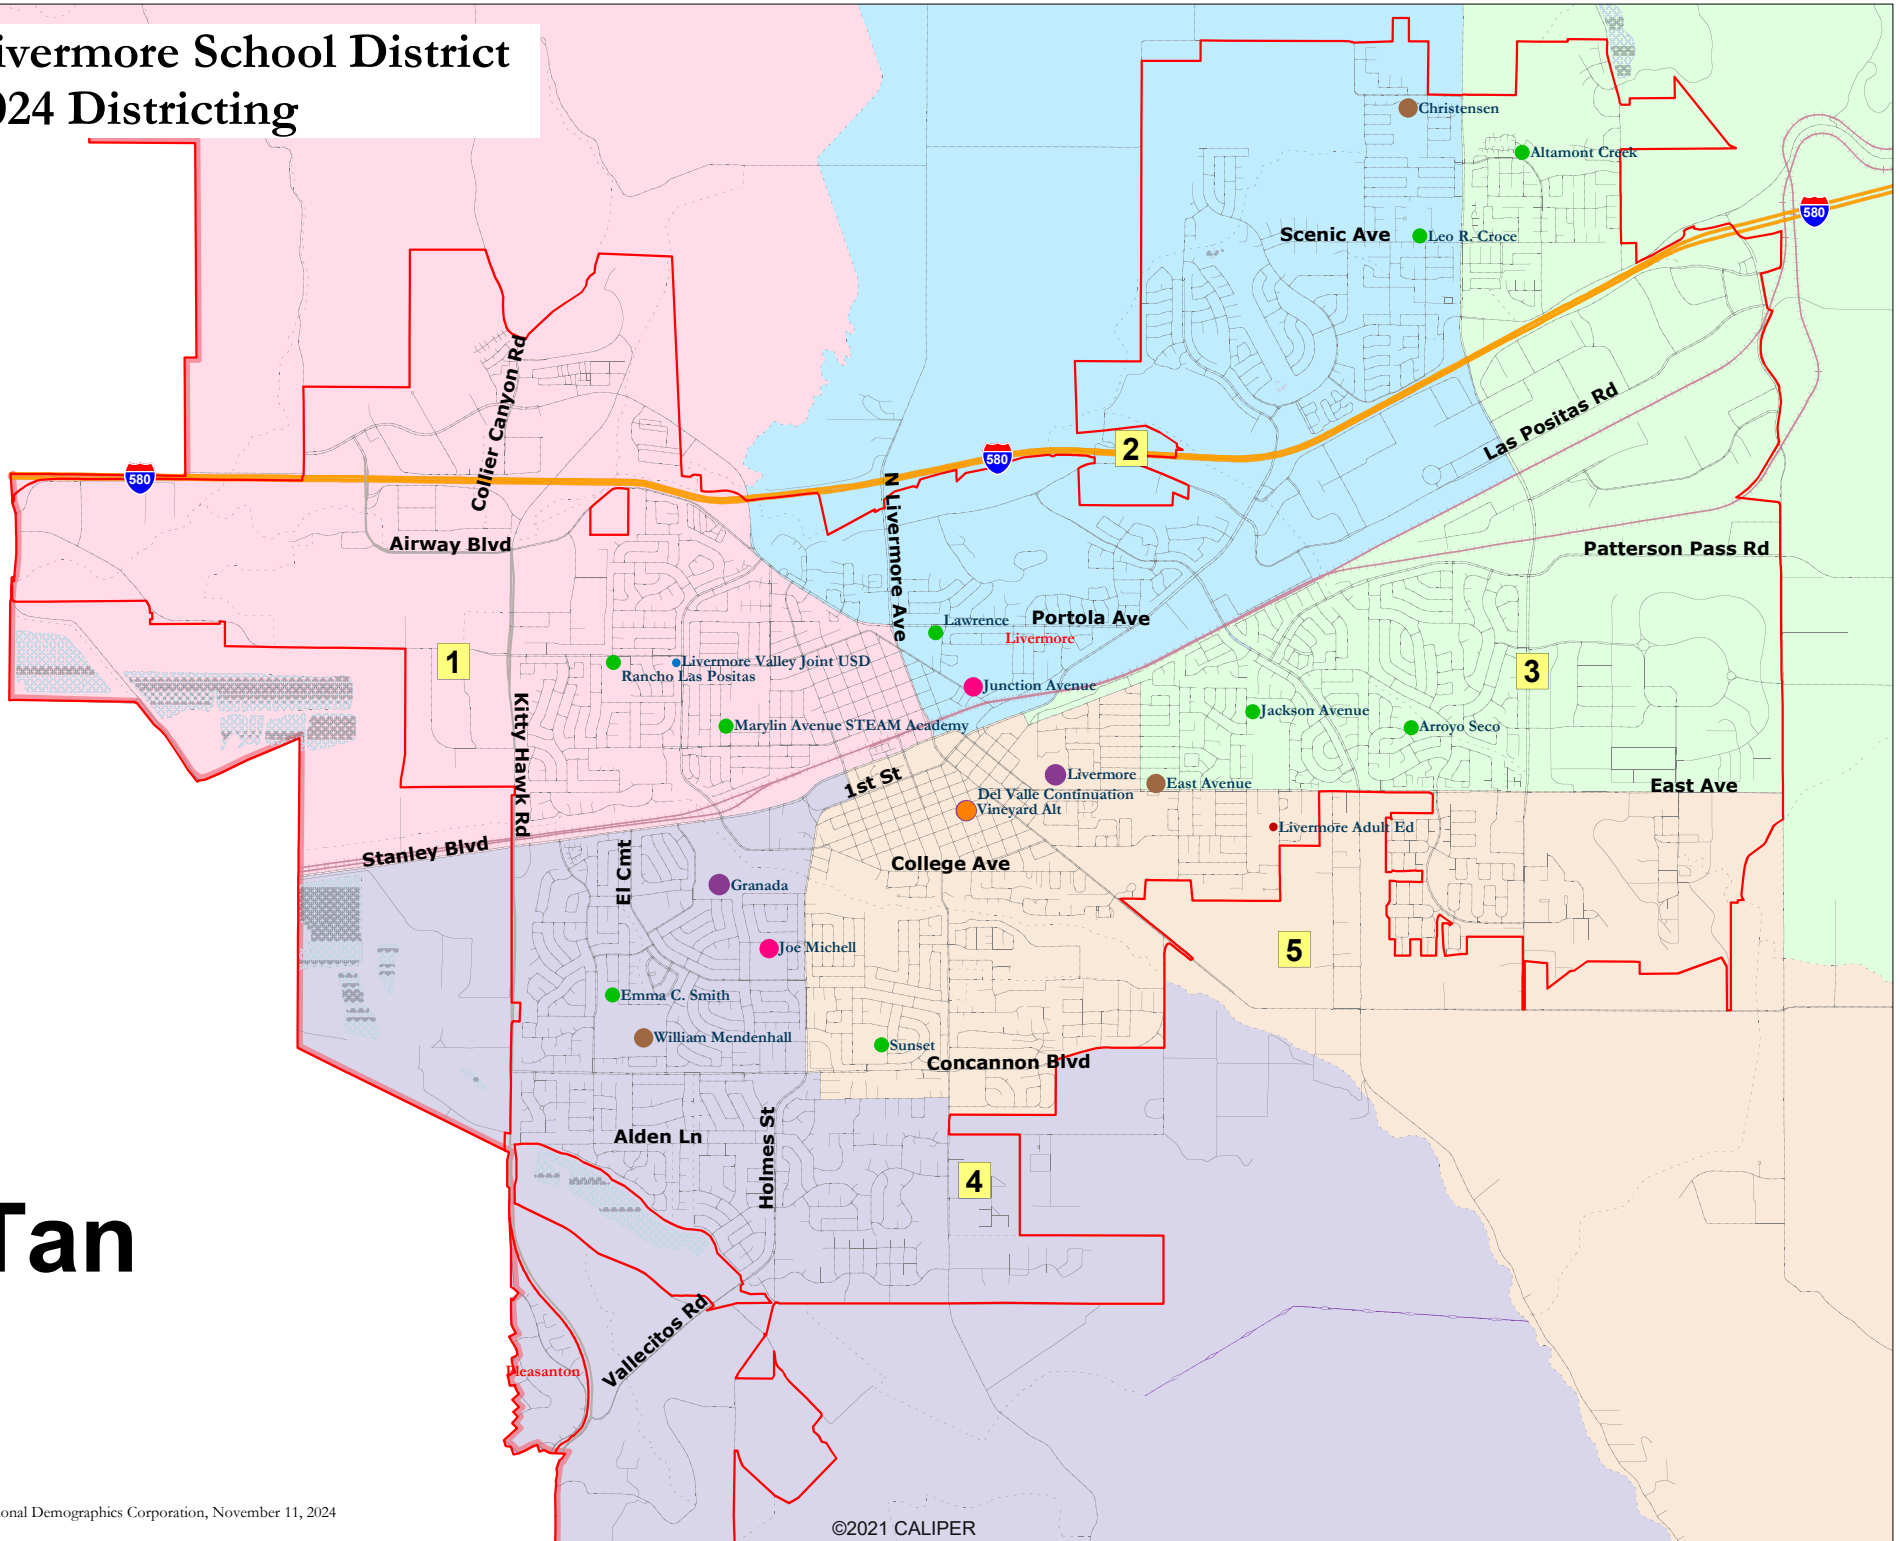 ivermore School District
024 Districting
Christensen
Altamont Creek
580
Scenic Ave
Leo R. Croce
Collier Canyon Rd
Las Positas Rd
2
580
580
N Livermore Ave
Airway Blvd
Patterson Pass Rd
Lawrence
Portola Ave
Livermore
1
Livermore Valley Joint USD
Rancho Las Positas
3
Junction Avenue
Kitty Hawk Rd
Marylin Avenue STEAM Academy
Jackson Avenue
Arroyo Seco
1st St
Livermore
East Avenue
East Ave
Del Valle Continuation
Vineyard Alt
Livermore Adult Ed
Stanley Blvd
El Cmt
College Ave
Granada
Joe Michell
5
Emma C. Smith
William Mendenhall
Sunset
Concannon Blvd
Alden Ln
Holmes St
4
Tan
Vallecitos Rd
Pleasanton
onal Demographics Corporation, November 11, 2024
©2021 CALIPER